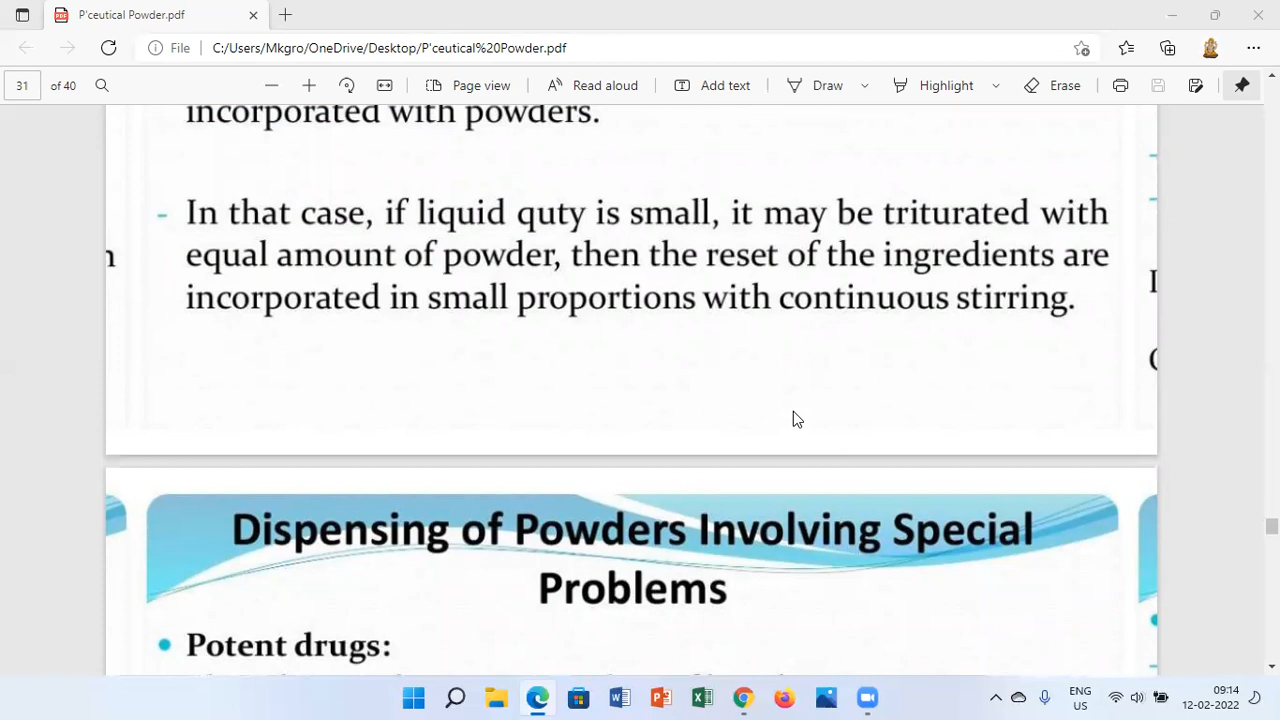 P'ceutical Powder.pdf
File C:/Users/Mkgro/OneDrive/Desktop/P'ceutical%20Powder.pdf
31 of 40 Page view Read aloud Add text Draw Highlight Erase
incorporated with powders.
- In that case, if liquid quty is small, it may be triturated with
equal amount of powder, then the reset of the ingredients are
incorporated in small proportions with continuous stirring.
Dispensing of Powders Involving Special
Problems
• Potent drugs:
ENG 09:14
US 12-02-2022